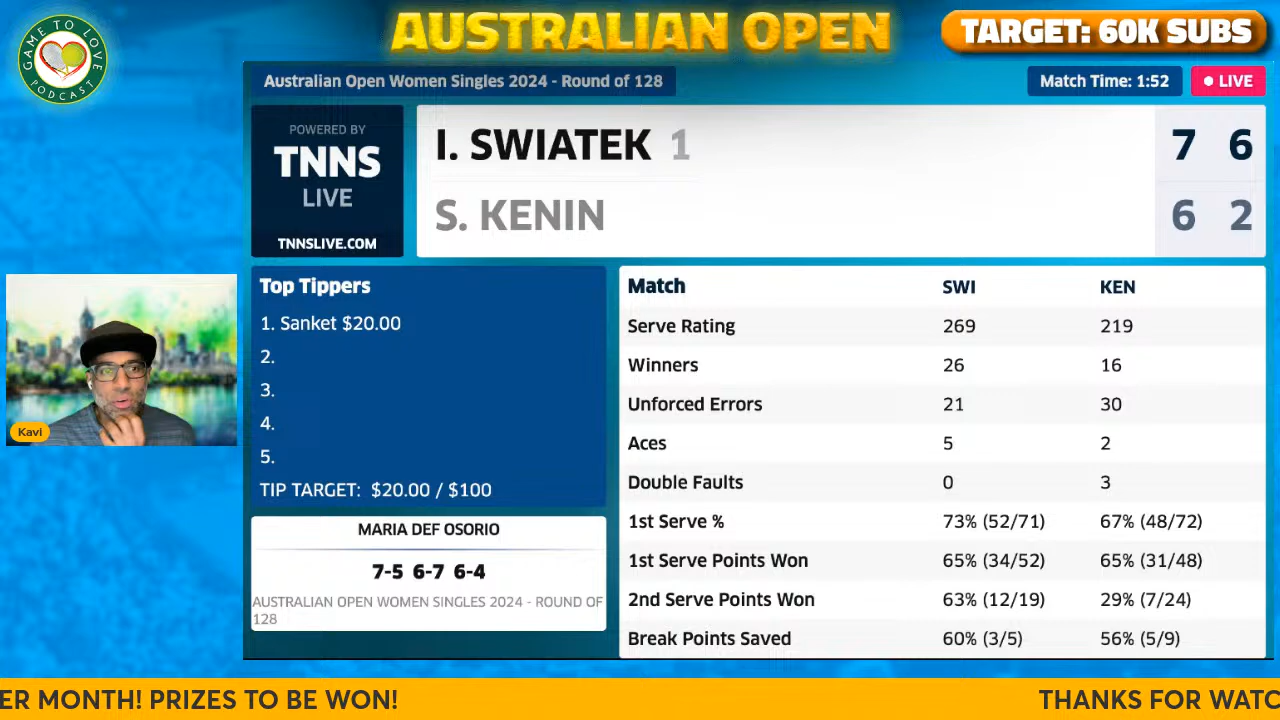 GAME TO LOVE
PODCAST
AUSTRALIAN OPEN
TARGET: 60K SUBS
Australian Open Women Singles 2024 - Round of 128
Match Time: 1:52
LIVE
POWERED BY
TNNS
LIVE
TNNSLIVE.COM
I. SWIATEK 1 7 6
S. KENIN 6 2
Top Tippers
1. Sanket $20.00
2.
3.
4.
5.
TIP TARGET: $20.00 / $100
MARIA DEF OSORIO
7-5 6-7 6-4
AUSTRALIAN OPEN WOMEN SINGLES 2024 - ROUND OF
128
Match SWI KEN
Serve Rating 269 219
Winners 26 16
Unforced Errors 21 30
Aces 5 2
Double Faults 0 3
1st Serve % 73% (52/71) 67% (48/72)
1st Serve Points Won 65% (34/52) 65% (31/48)
2nd Serve Points Won 63% (12/19) 29% (7/24)
Break Points Saved 60% (3/5) 56% (5/9)
Kavi
ER MONTH! PRIZES TO BE WON! THANKS FOR WATC